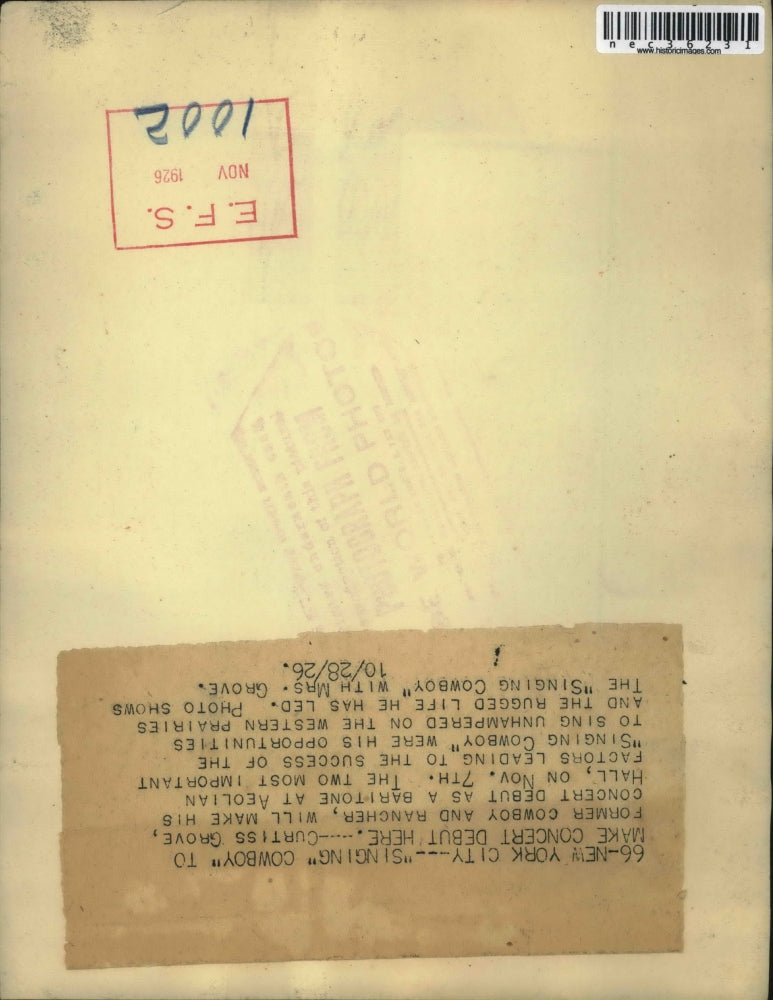 nec36231
www.historicimages.com
66-NEW YORK CITY---"SINGING" COWBOY" TO
MAKE CONCERT DEBUT HERE.----CURTISS GROVE,
FORMER COWBOY AND RANCHER, WILL MAKE HIS
CONCERT DEBUT AS A BARITONE AT AEOLIAN
HALL, ON NOV. 7TH. THE TWO MOST IMPORTANT
FACTORS LEADING TO THE SUCCESS OF THE
"SINGING COWBOY" WERE HIS OPPORTUNITIES
TO SING UNHAMPERED ON THE WESTERN PRAIRIES
AND THE RUGGED LIFE HE HAS LED. PHOTO SHOWS
THE "SINGING COWBOY" WITH MRS. GROVE.
10/28/26.
PHOTOGRAPH FROM
WORLD PHOTOS
E.F.S.
NOV 1926
1002